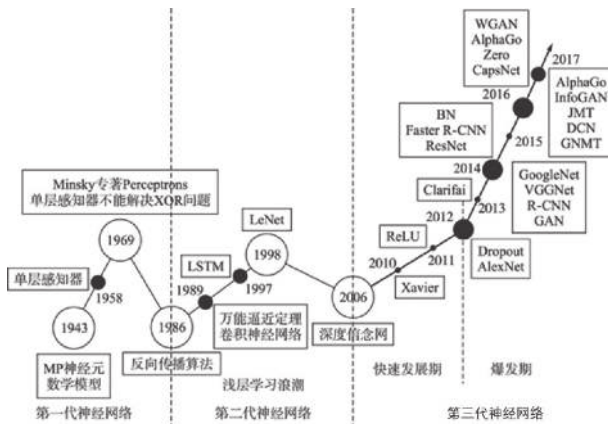 WGAN
AlphaGo
Zero
CapsNet
2017
2016
AlphaGo
InfoGAN
JMT
DCN
GNMT
BN
Faster R-CNN
ResNet
2015
2014
GoogleNet
VGGNet
R-CNN
GAN
Clarifai
2013
2012
Dropout
AlexNet
Minsky专著Perceptrons
单层感知器不能解决XOR问题
1969
单层感知器
1958
1943
MP神经元
数学模型
LeNet
1998
LSTM
1989
1997
1986
反向传播算法
万能逼近定理
卷积神经网络
ReLU
2010
2011
Xavier
2006
深度信念网
浅层学习浪潮
快速发展期
爆发期
第一代神经网络
第二代神经网络
第三代神经网络